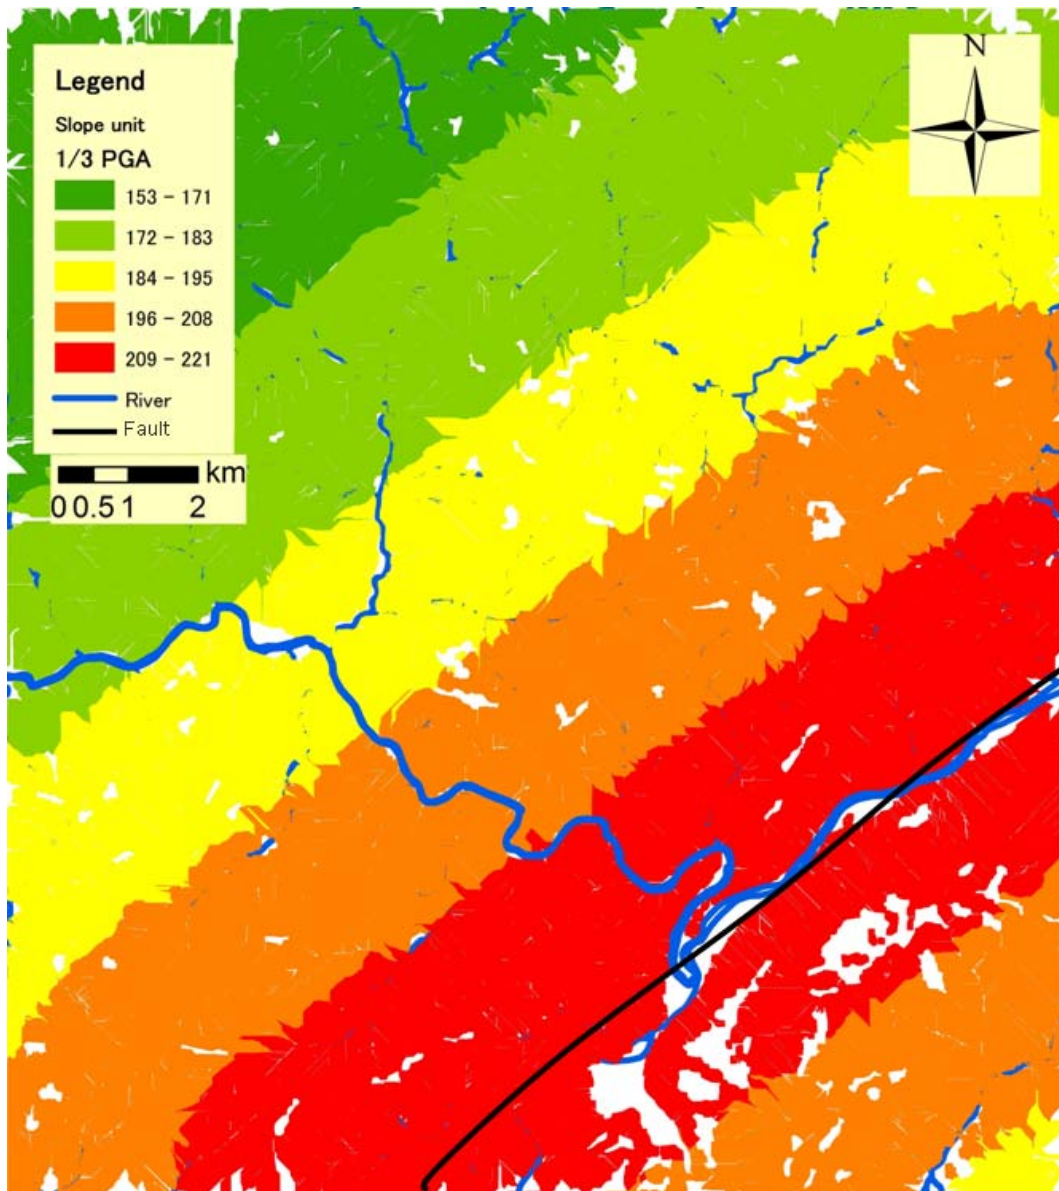 N
Legend
Slope unit
1/3 PGA
153 - 171
172 - 183
184 - 195
196 - 208
209 - 221
River
Fault
km
0 0.5 1 2